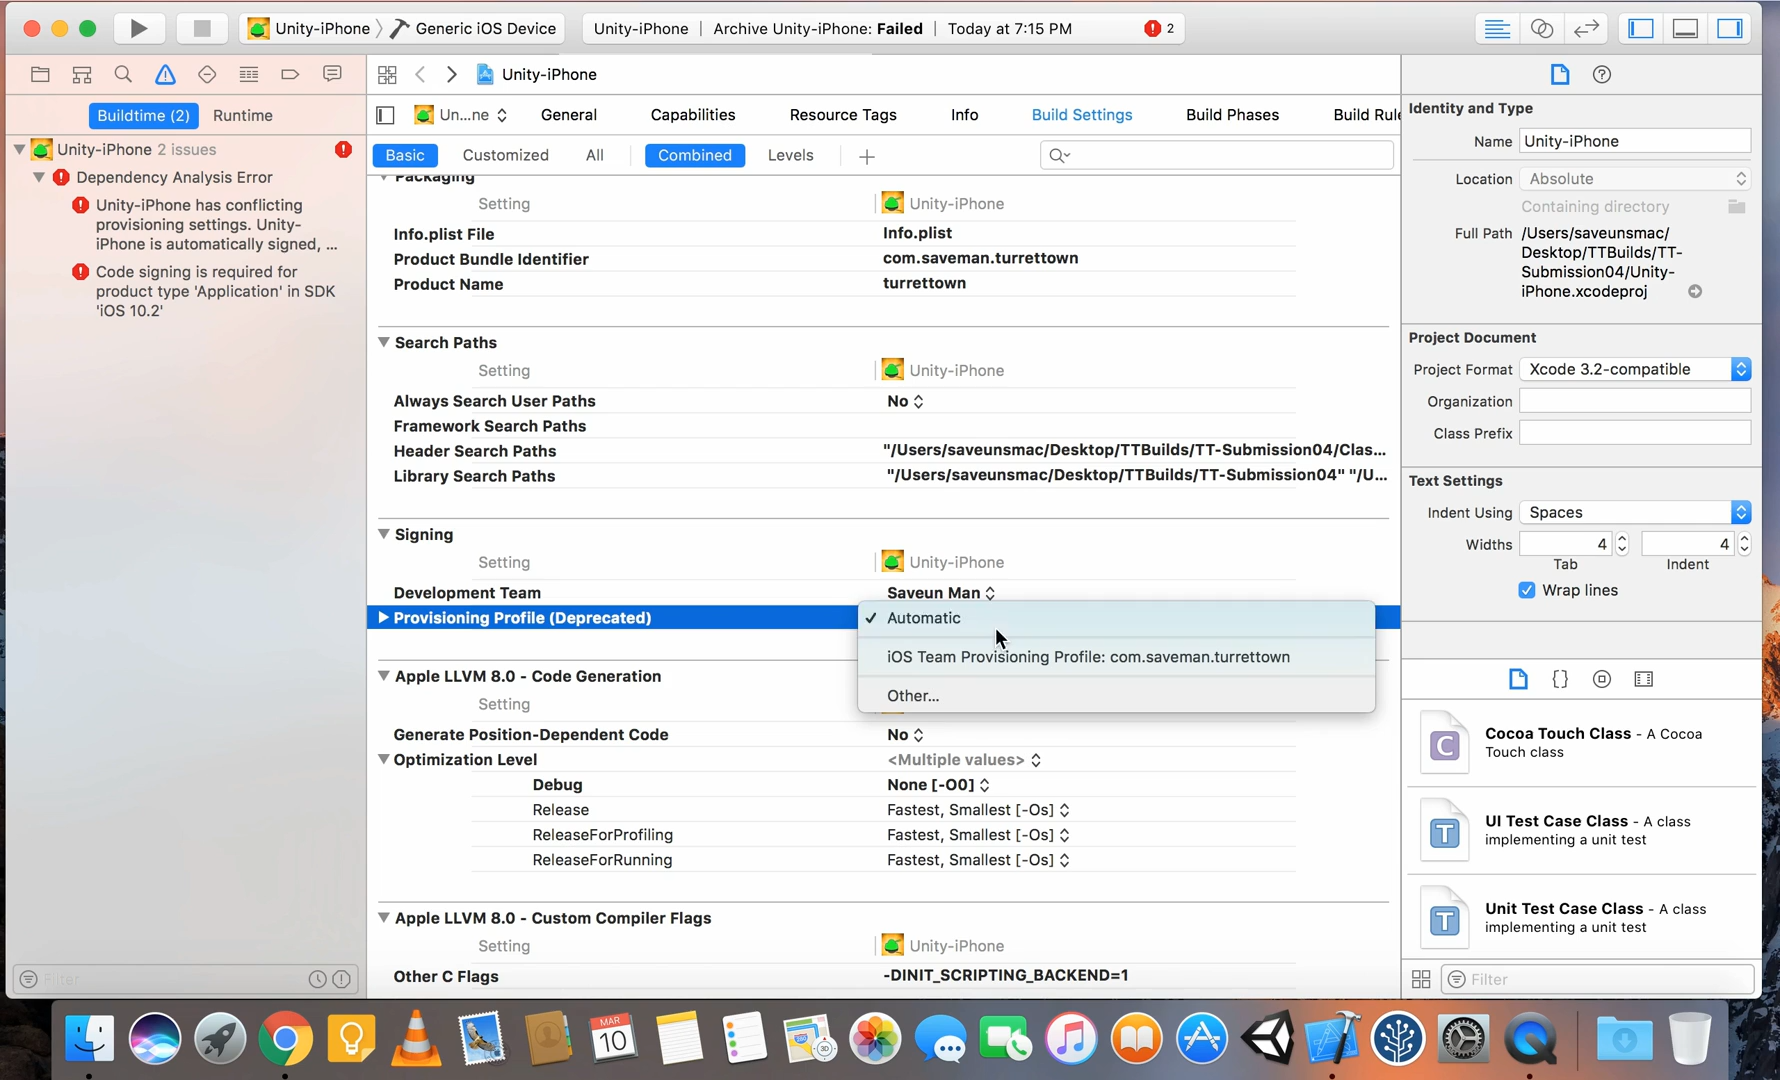 Unity-iPhone
Generic iOS Device
Unity-iPhone | Archive Unity-iPhone: Failed | Today at 7:15 PM
2
Unity-iPhone
Buildtime (2)
Runtime
Un...ne
General
Capabilities
Resource Tags
Info
Build Settings
Build Phases
Build Rule
Basic
Customized
All
Combined
Levels
Unity-iPhone 2 issues
Dependency Analysis Error
Unity-iPhone has conflicting
provisioning settings. Unity-
iPhone is automatically signed, ...
Code signing is required for
product type 'Application' in SDK
'iOS 10.2'
Filter
Packaging
Setting
Unity-iPhone
Info.plist File
Info.plist
Product Bundle Identifier
com.saveman.turrettown
Product Name
turrettown
Search Paths
Setting
Unity-iPhone
Always Search User Paths
No
Framework Search Paths
Header Search Paths
"/Users/saveunsmac/Desktop/TTBuilds/TT-Submission04/Clas...
Library Search Paths
"/Users/saveunsmac/Desktop/TTBuilds/TT-Submission04" "/U...
Signing
Setting
Unity-iPhone
Development Team
Saveun Man
Provisioning Profile (Deprecated)
Automatic
iOS Team Provisioning Profile: com.saveman.turrettown
Other...
Apple LLVM 8.0 - Code Generation
Setting
Generate Position-Dependent Code
No
Optimization Level
<Multiple values>
Debug
None [-O0]
Release
Fastest, Smallest [-Os]
ReleaseForProfiling
Fastest, Smallest [-Os]
ReleaseForRunning
Fastest, Smallest [-Os]
Apple LLVM 8.0 - Custom Compiler Flags
Setting
Unity-iPhone
Other C Flags
-DINIT_SCRIPTING_BACKEND=1
Identity and Type
Name
Unity-iPhone
Location
Absolute
Containing directory
Full Path
/Users/saveunsmac/
Desktop/TTBuilds/TT-
Submission04/Unity-
iPhone.xcodeproj
Project Document
Project Format
Xcode 3.2-compatible
Organization
Class Prefix
Text Settings
Indent Using
Spaces
Widths
4
4
Tab
Indent
Wrap lines
{}
C
Cocoa Touch Class - A Cocoa
Touch class
T
UI Test Case Class - A class
implementing a unit test
T
Unit Test Case Class - A class
implementing a unit test
Filter
MAR
10
3D